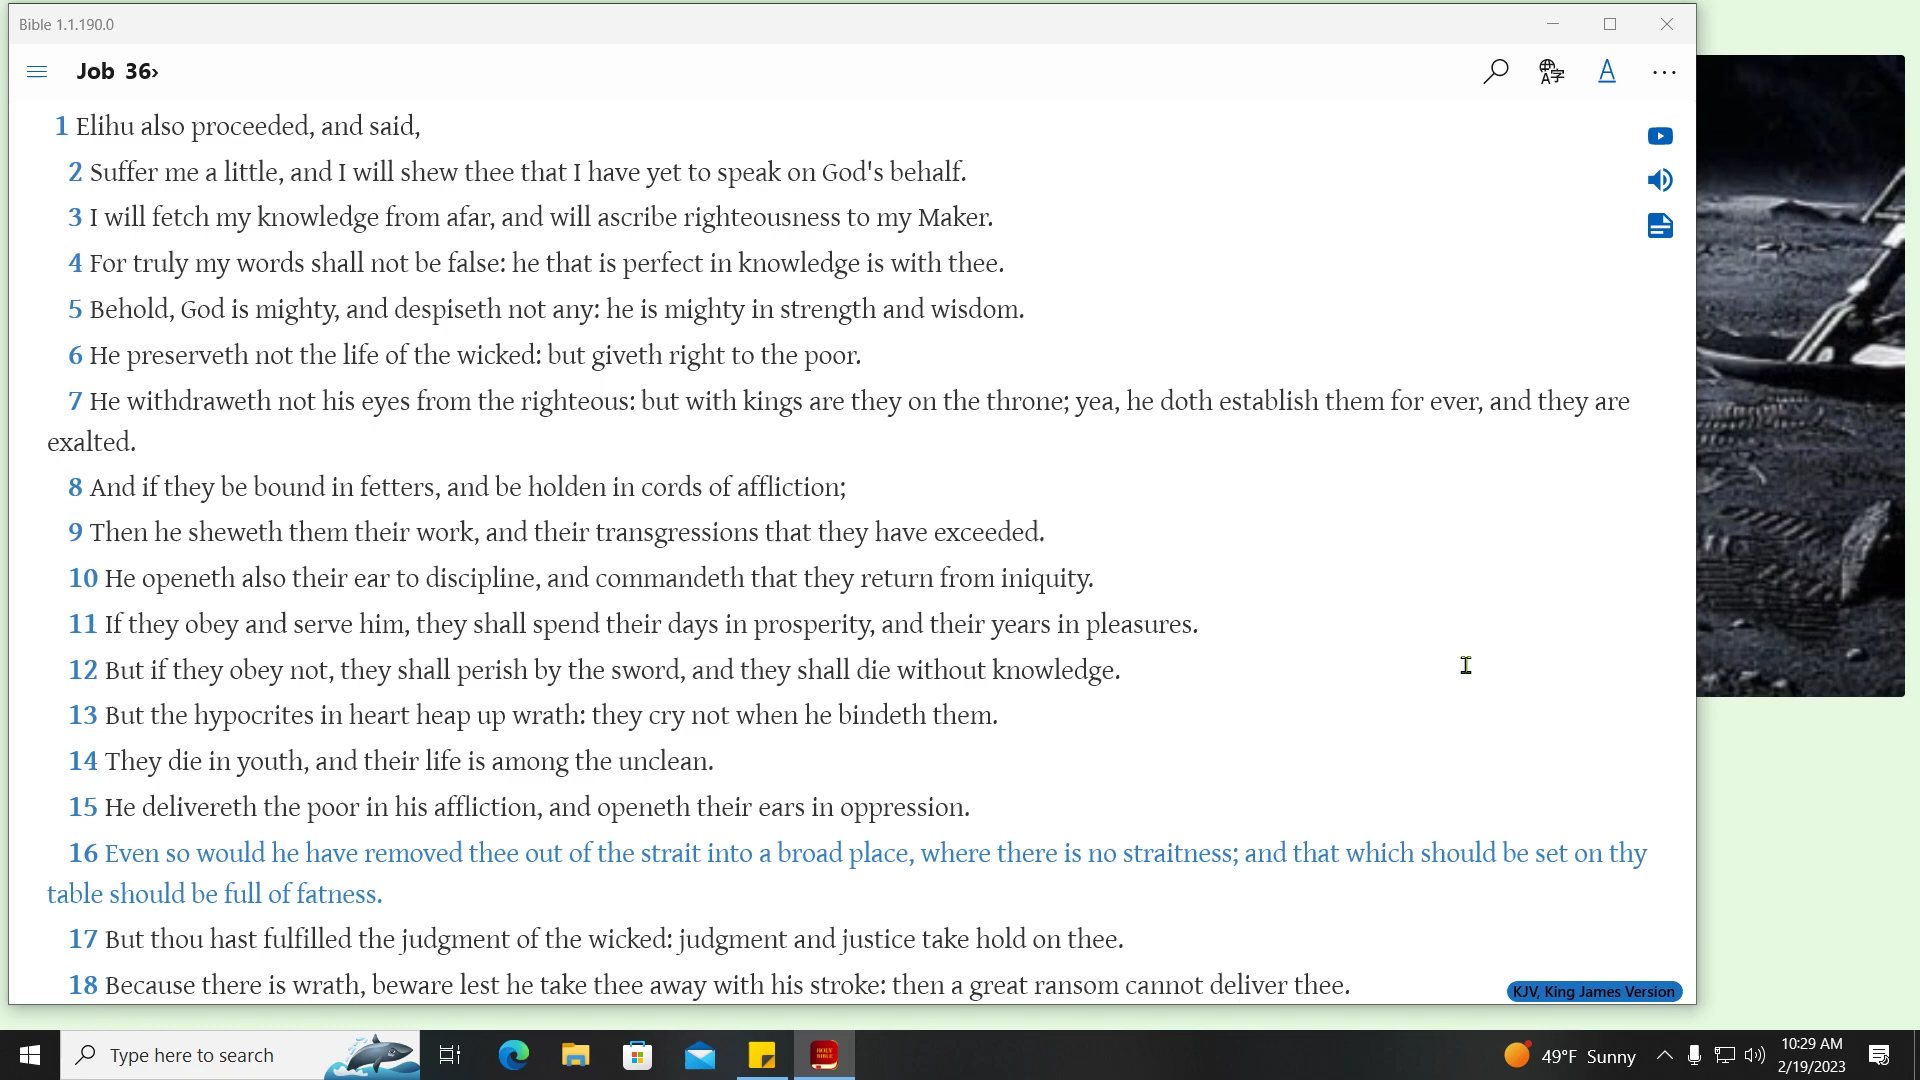 Bible 1.1.190.0
Job 36›
1 Elihu also proceeded, and said,
2 Suffer me a little, and I will shew thee that I have yet to speak on God's behalf.
3 I will fetch my knowledge from afar, and will ascribe righteousness to my Maker.
4 For truly my words shall not be false: he that is perfect in knowledge is with thee.
5 Behold, God is mighty, and despiseth not any: he is mighty in strength and wisdom.
6 He preserveth not the life of the wicked: but giveth right to the poor.
7 He withdraweth not his eyes from the righteous: but with kings are they on the throne; yea, he doth establish them for ever, and they are
exalted.
8 And if they be bound in fetters, and be holden in cords of affliction;
9 Then he sheweth them their work, and their transgressions that they have exceeded.
10 He openeth also their ear to discipline, and commandeth that they return from iniquity.
11 If they obey and serve him, they shall spend their days in prosperity, and their years in pleasures.
12 But if they obey not, they shall perish by the sword, and they shall die without knowledge.
13 But the hypocrites in heart heap up wrath: they cry not when he bindeth them.
14 They die in youth, and their life is among the unclean.
15 He delivereth the poor in his affliction, and openeth their ears in oppression.
16 Even so would he have removed thee out of the strait into a broad place, where there is no straitness; and that which should be set on thy
table should be full of fatness.
17 But thou hast fulfilled the judgment of the wicked: judgment and justice take hold on thee.
18 Because there is wrath, beware lest he take thee away with his stroke: then a great ransom cannot deliver thee.
KJV, King James Version
Type here to search
HOLY BIBLE
49°F Sunny
10:29 AM
2/19/2023